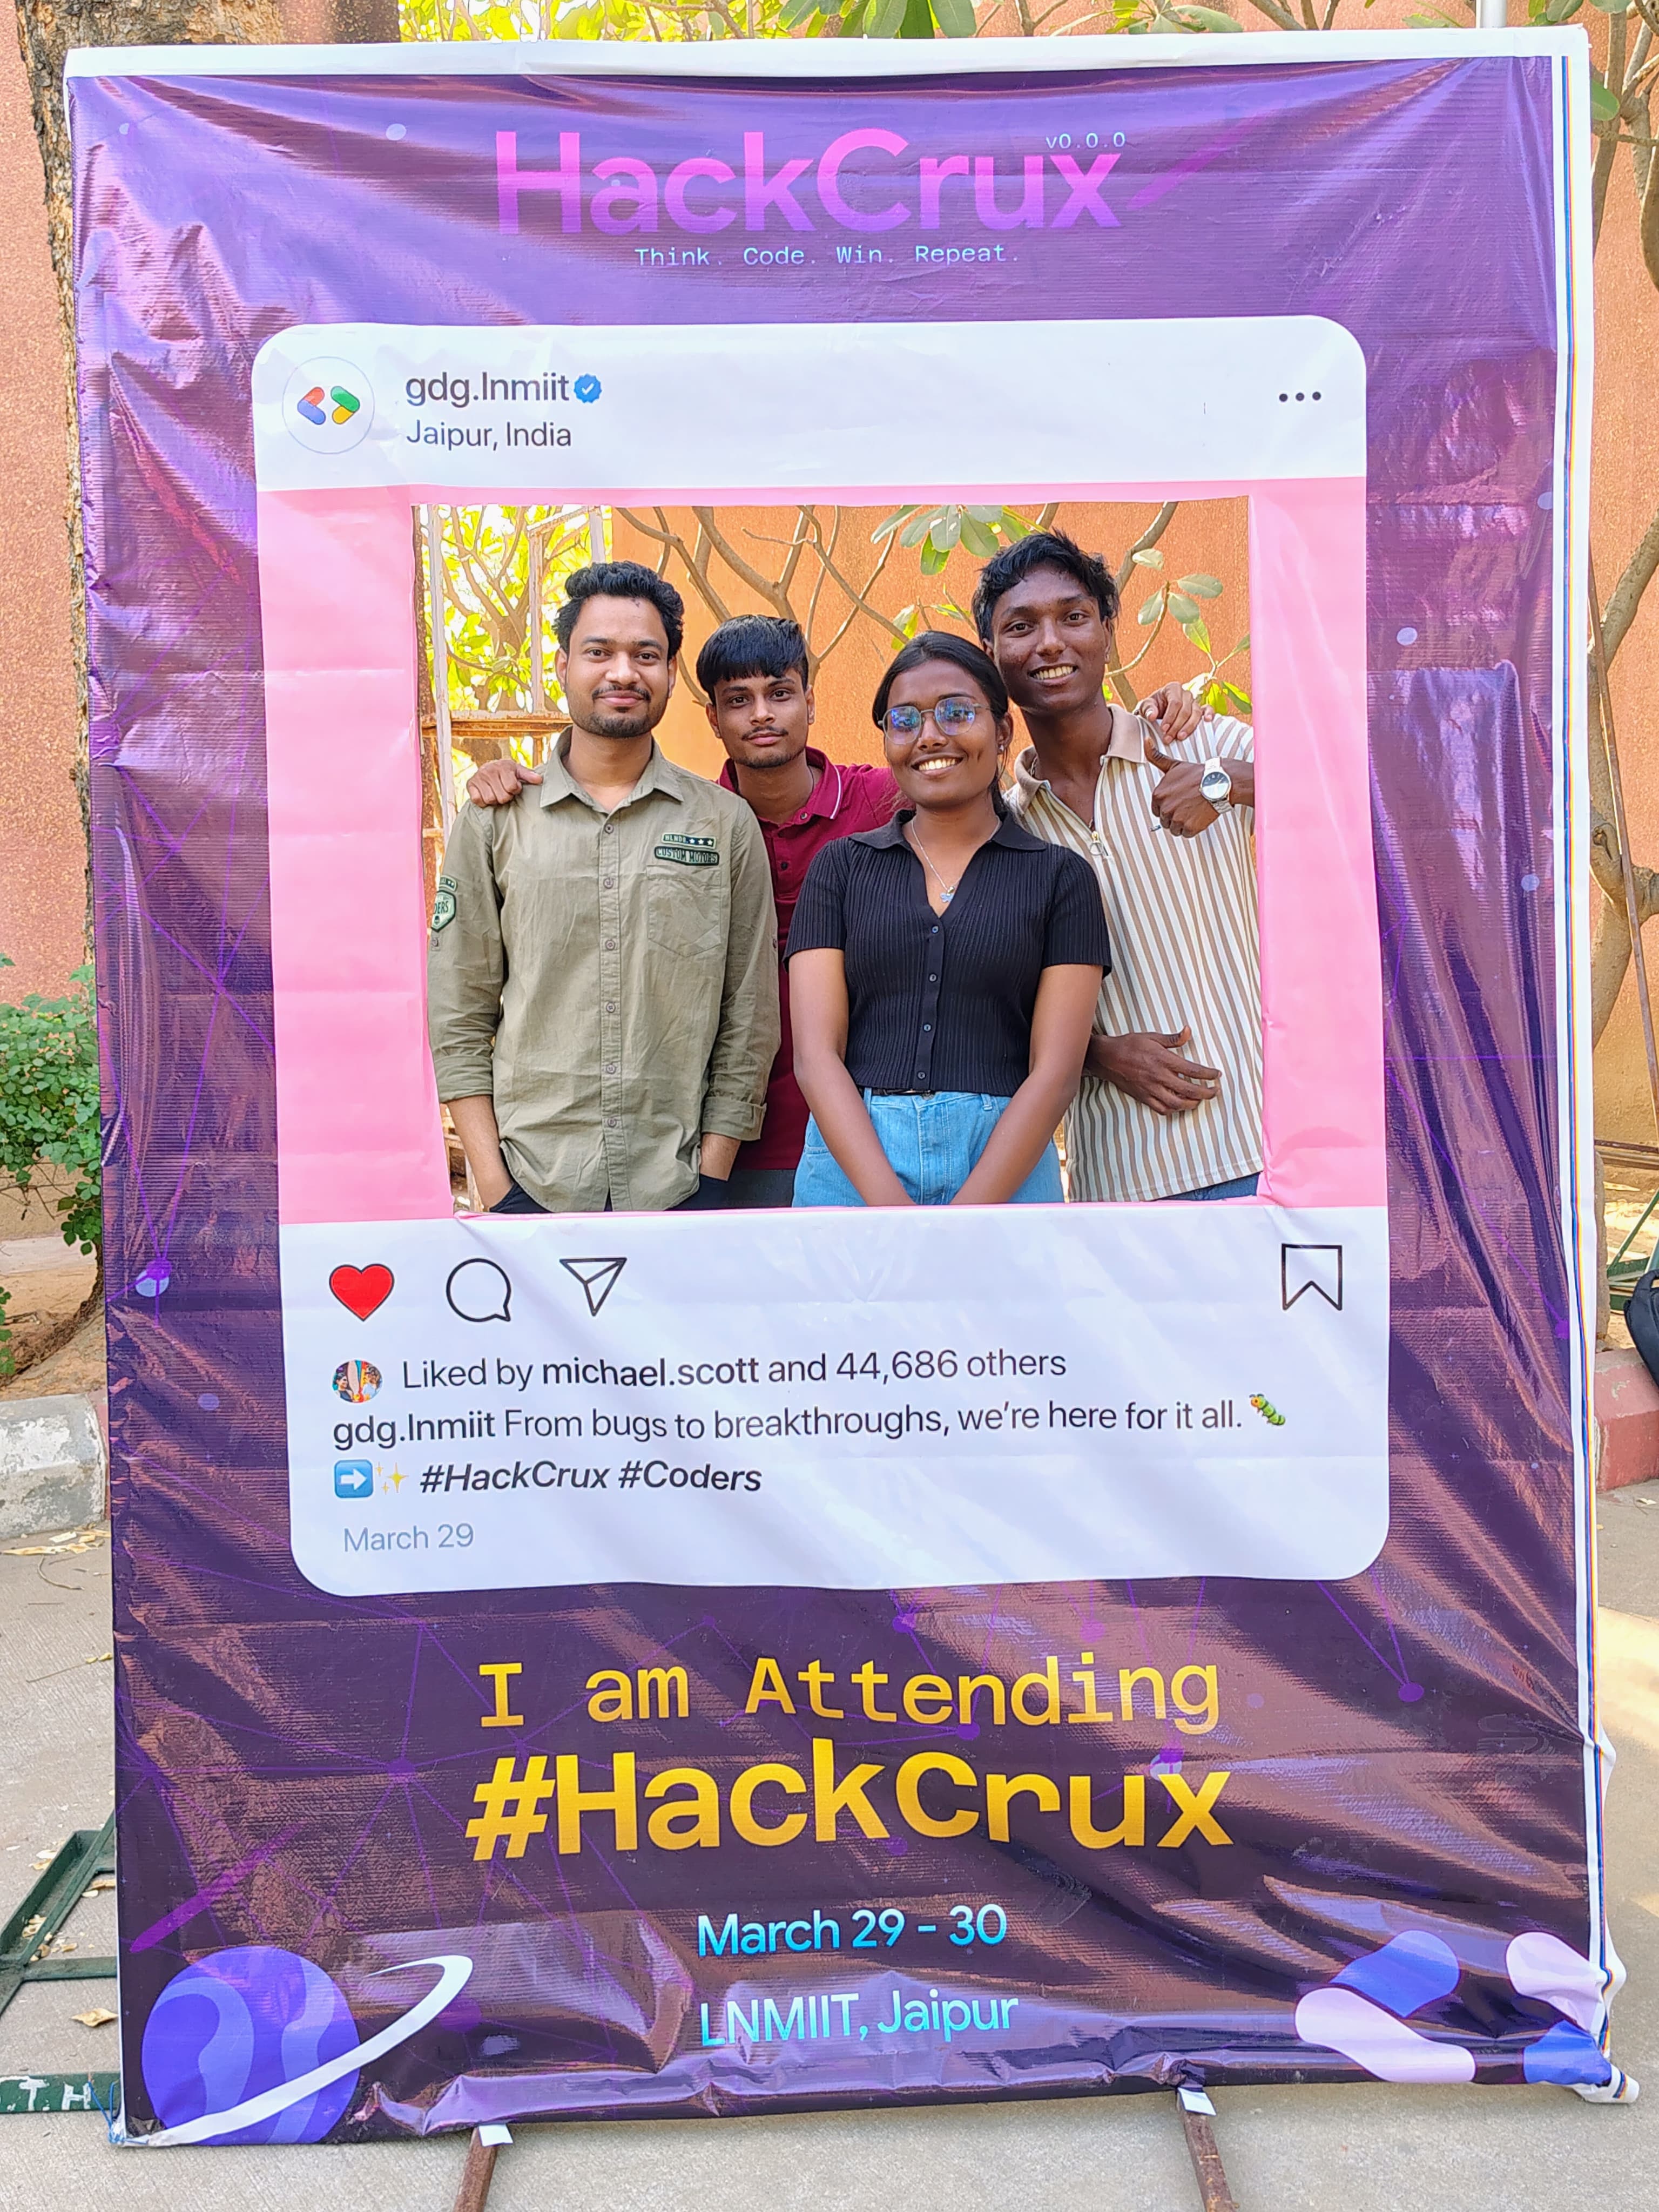 HackCrux
v0.0.0
Think. Code. Win. Repeat.
gdg.lnmiit
Jaipur, India
CUSTOM MOTORS
Liked by michael.scott and 44,686 others
gdg.lnmiit From bugs to breakthroughs, we're here for it all. 🐛
➡️✨ #HackCrux #Coders
March 29
I am Attending
#HackCrux
March 29 - 30
LNMIIT, Jaipur